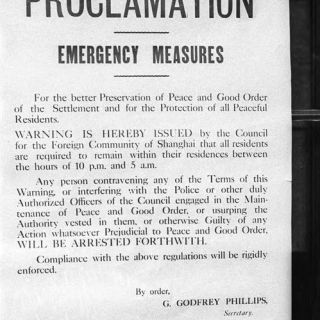 PROCLAMATION
EMERGENCY MEASURES
For the better Preservation of Peace and Good Order
of the Settlement and for the Protection of all Peaceful
Residents.
WARNING IS HEREBY ISSUED by the Council
for the Foreign Community of Shanghai that all residents
are required to remain within their residences between
the hours of 10 p.m. and 5 a.m.
Any person contravening any of the Terms of this
Warning, or interfering with the Police or other duly
Authorized Officers of the Council engaged in the Main-
tenance of Peace and Good Order, or usurping the
Authority vested in them, or otherwise Guilty of any
Action whatsoever Prejudicial to Peace and Good Order,
WILL BE ARRESTED FORTHWITH.
Compliance with the above regulations will be rigidly
enforced.
By order,
G. GODFREY PHILLIPS,
Secretary.